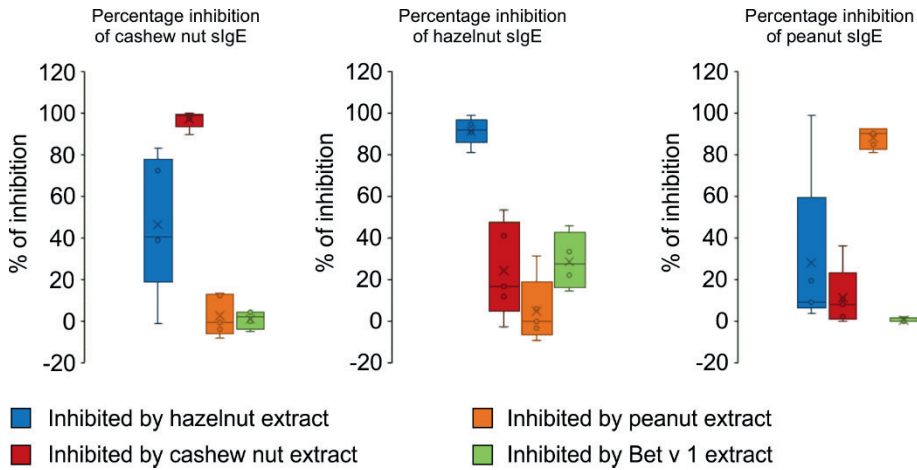 Percentage inhibition
of cashew nut sIgE
Percentage inhibition
of hazelnut sIgE
Percentage inhibition
of peanut sIgE
% of inhibition
120
100
80
60
40
20
0
-20
% of inhibition
120
100
80
60
40
20
0
-20
% of inhibition
120
100
80
60
40
20
0
-20
Inhibited by hazelnut extract
Inhibited by peanut extract
Inhibited by cashew nut extract
Inhibited by Bet v 1 extract